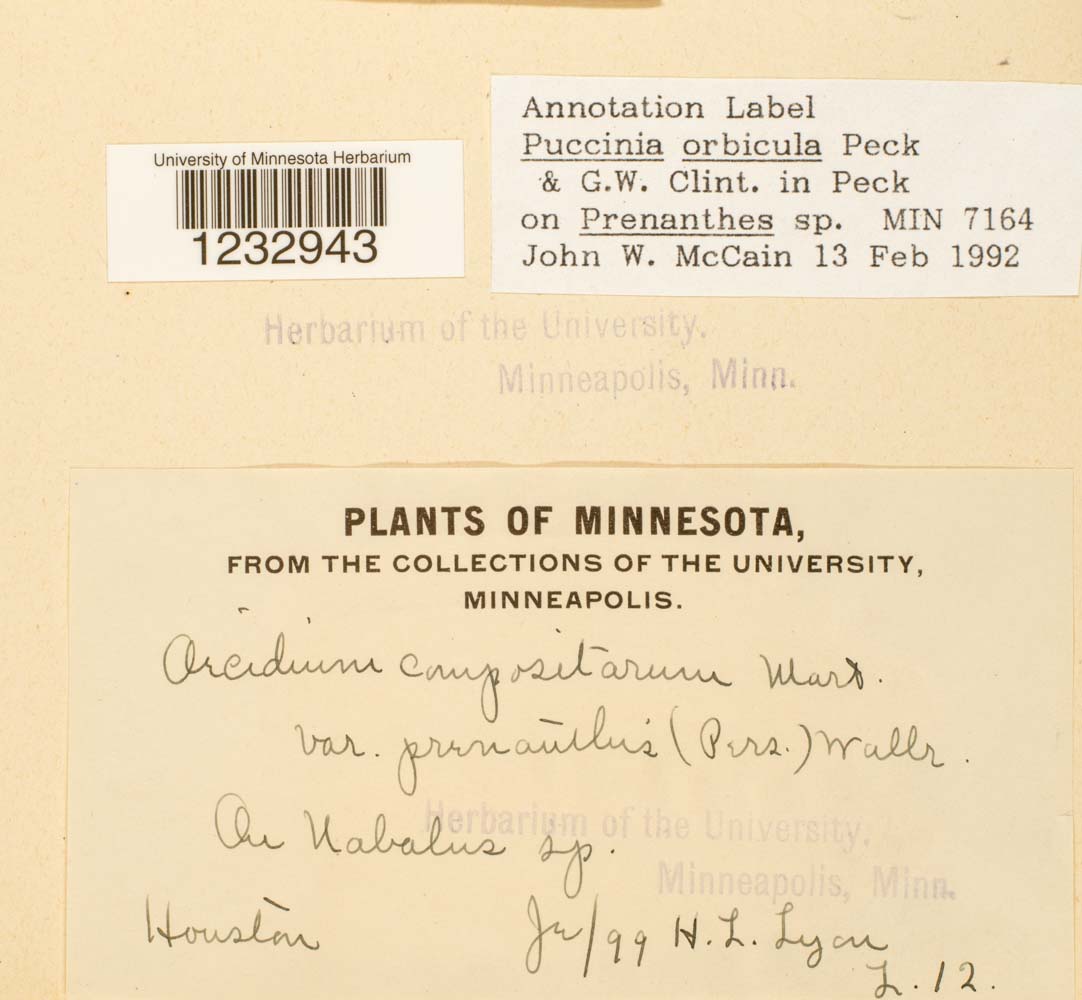 University of Minnesota Herbarium
1232943
Annotation Label
Puccinia orbicula Peck
& G.W. Clint. in Peck
on Prenanthes sp. MIN 7164
John W. McCain 13 Feb 1992
Herbarium of the University.
Minneapolis, Minn.
PLANTS OF MINNESOTA,
FROM THE COLLECTIONS OF THE UNIVERSITY,
MINNEAPOLIS.
Aecidium compositarum Mart.
var. prenanthis (Pers.) Wallr.
On Nabalus sp.
Herbarium of the University.
Minneapolis, Minn.
Houston Je/99 H. L. Lyon
L. 12.